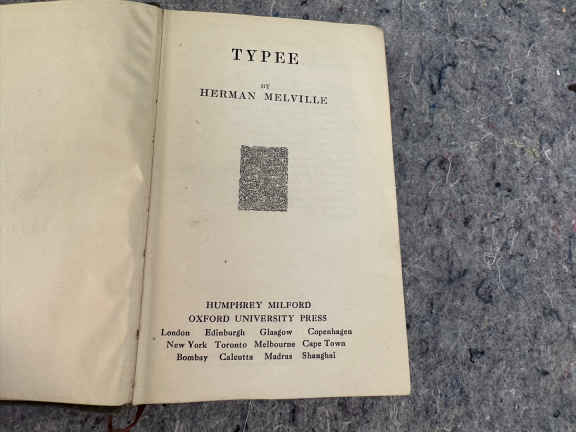 TYPEE
BY
HERMAN MELVILLE
HUMPHREY MILFORD
OXFORD UNIVERSITY PRESS
London Edinburgh Glasgow Copenhagen
New York Toronto Melbourne Cape Town
Bombay Calcutta Madras Shanghai